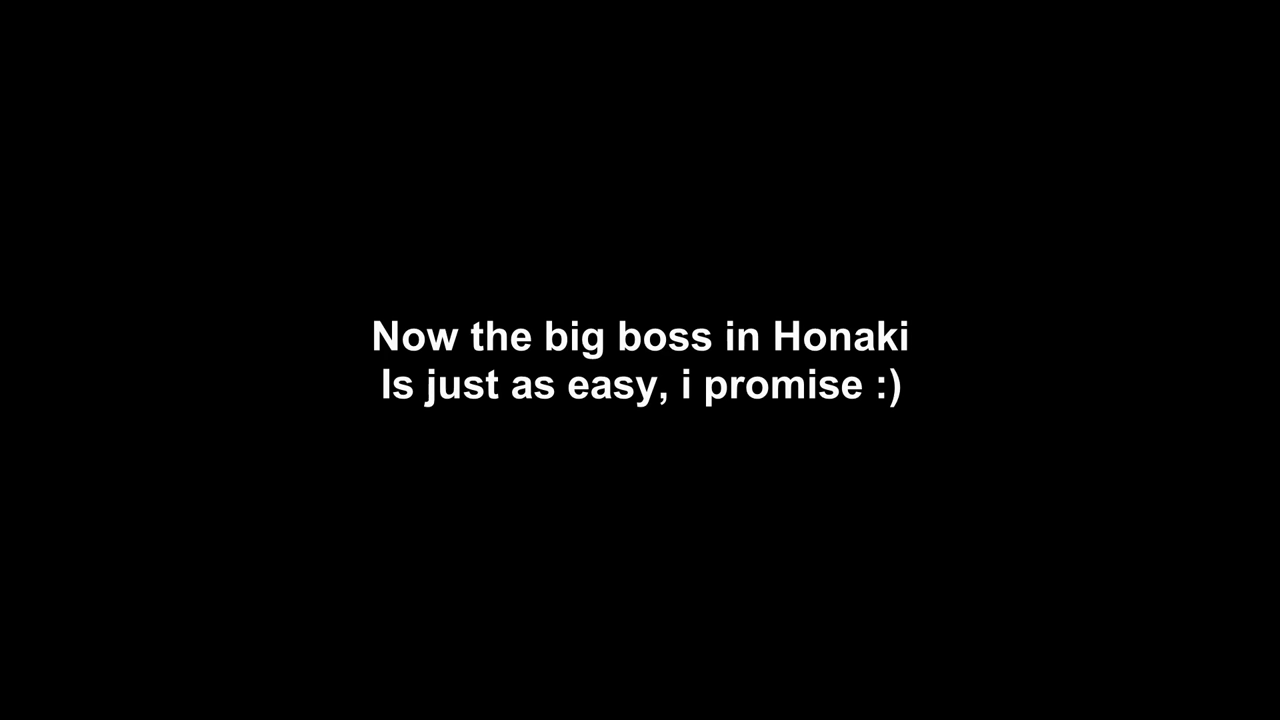 Now the big boss in Honaki
Is just as easy, i promise :)